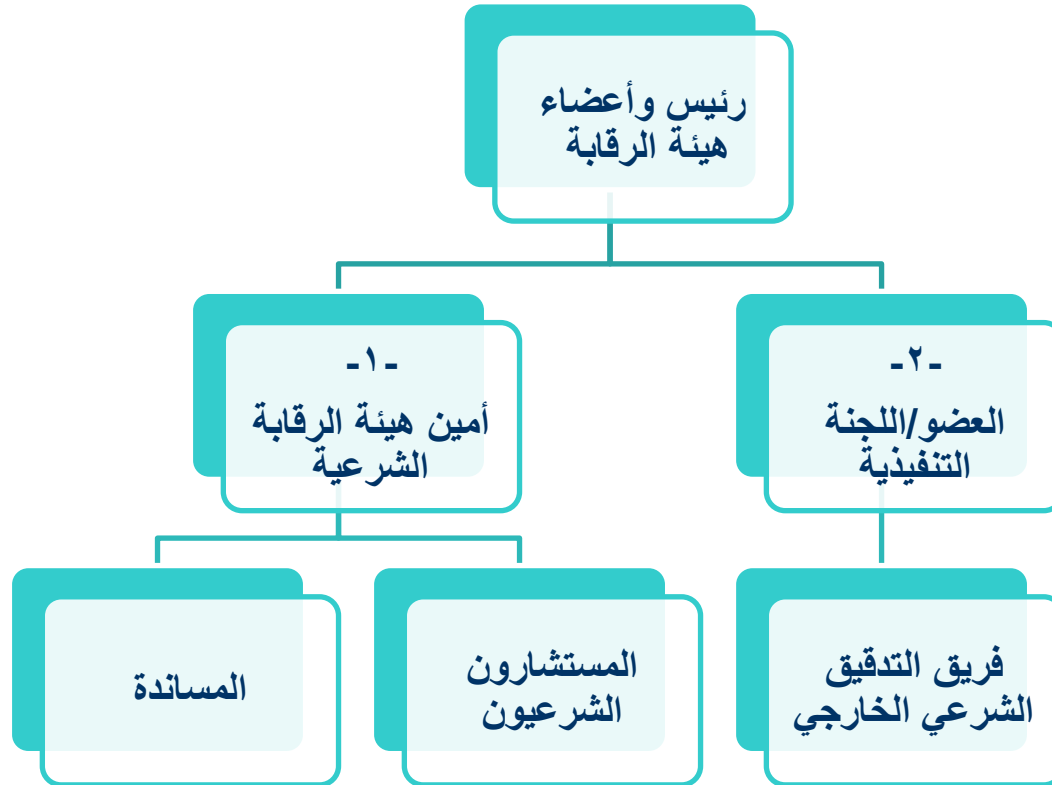 رئيس وأعضاء
هيئة الرقابة
-١-
أمين هيئة الرقابة
الشرعية
-٢-
العضو/اللجنة
التنفيذية
المساندة
المستشارون
الشرعيون
فريق التدقيق
الشرعي الخارجي